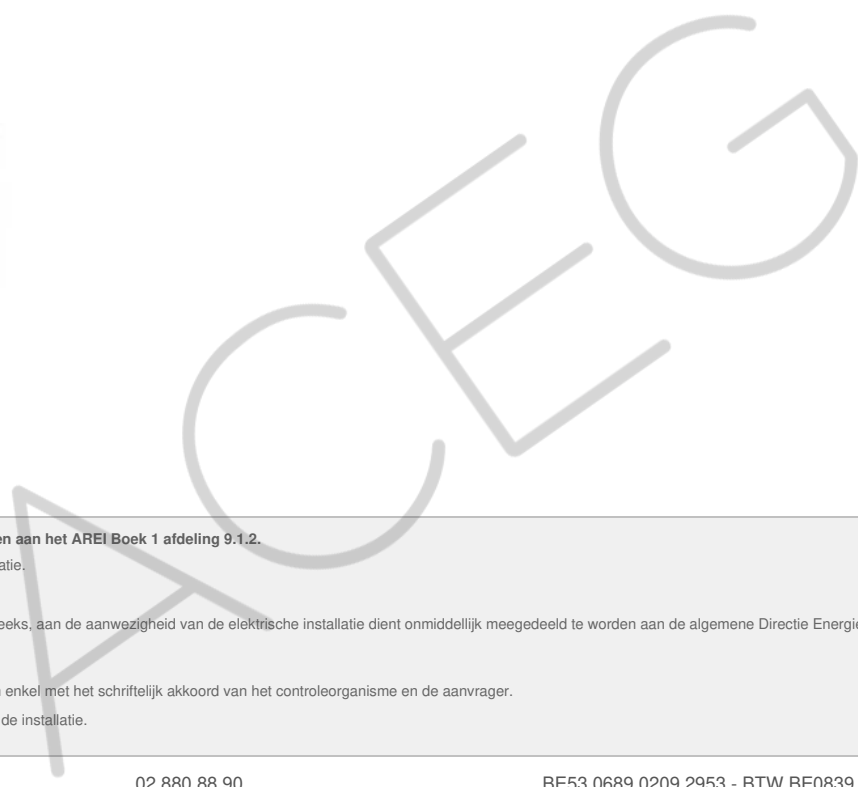 ACEG
en aan het AREI Boek 1 afdeling 9.1.2.
atie.
eeks, aan de aanwezigheid van de elektrische installatie dient onmiddellijk meegedeeld te worden aan de algemene Directie Energie
enkel met het schriftelijk akkoord van het controleorganisme en de aanvrager.
de installatie.
02 880 88 90
BE53 0689 0209 2953 - BTW BE0839